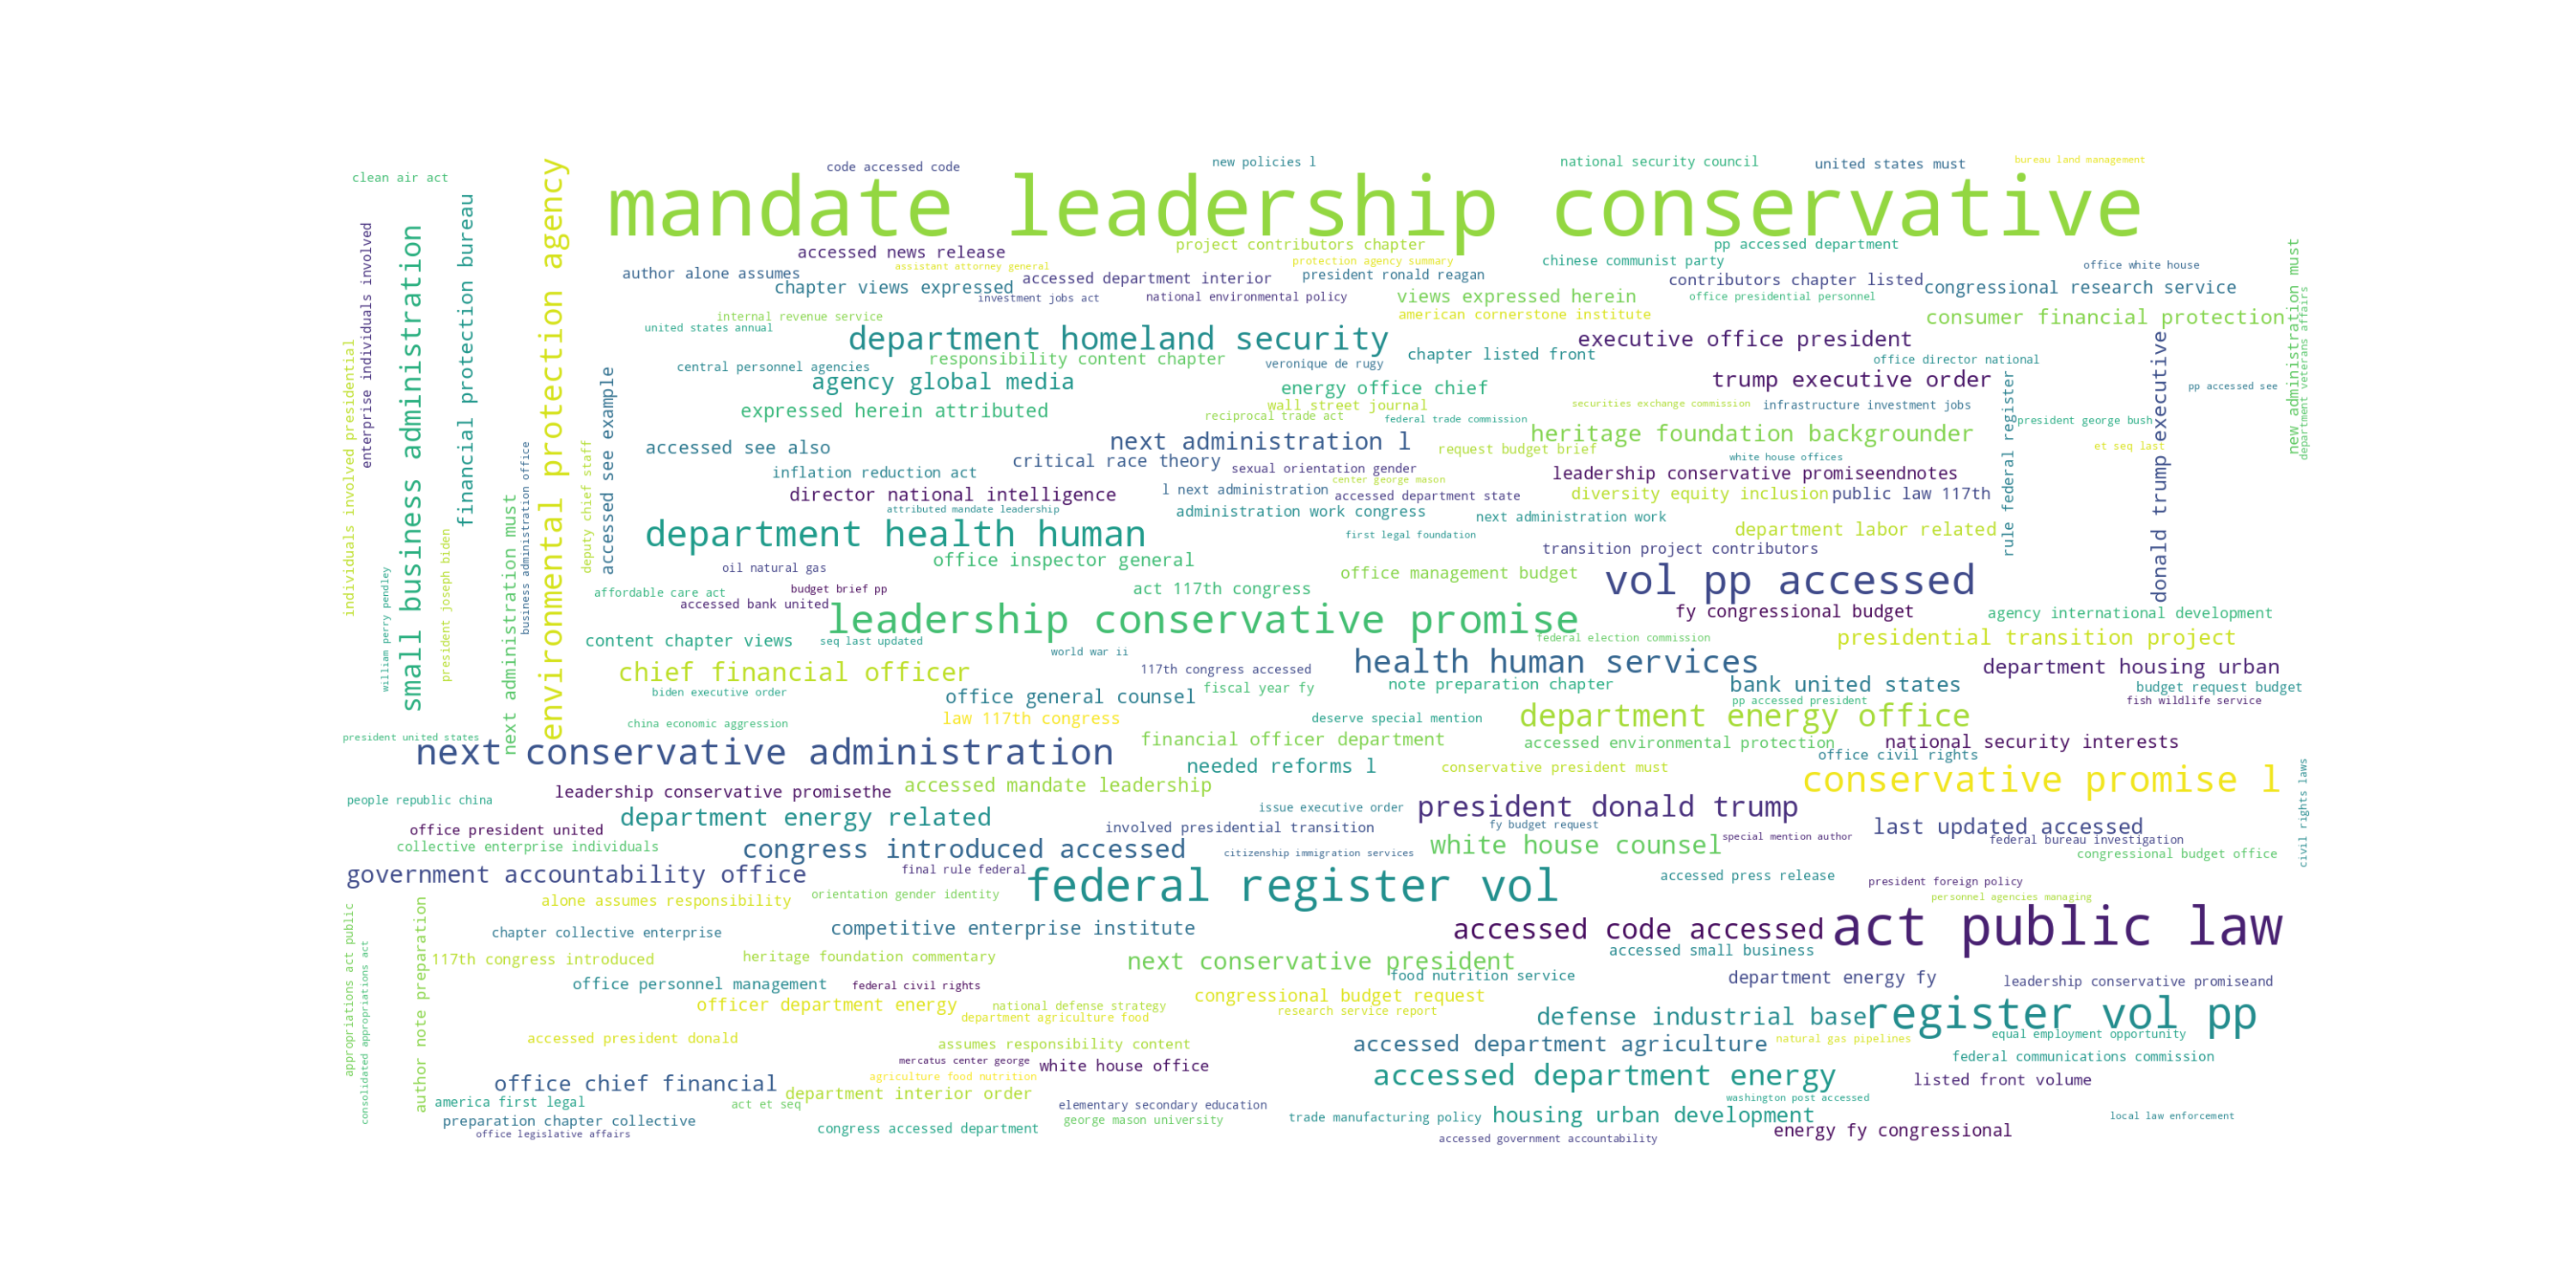 code accessed code
new policies l
national security council
united states must
bureau land management
clean air act
mandate leadership conservative
accessed news release
project contributors chapter
pp accessed department
author alone assumes
assistant attorney general
protection agency summary
chinese communist party
office white house
accessed department interior
president ronald reagan
contributors chapter listed
chapter views expressed
investment jobs act
national environmental policy
views expressed herein
office presidential personnel
congressional research service
internal revenue service
american cornerstone institute
consumer financial protection
united states annual
department homeland security
executive office president
responsibility content chapter
chapter listed front
central personnel agencies
veronique de rugy
office director national
agency global media
energy office chief
trump executive order
pp accessed see
expressed herein attributed
wall street journal
securities exchange commission
infrastructure investment jobs
reciprocal trade act
federal trade commission
president george bush
accessed see also
next administration l
request budget brief
heritage foundation backgrounder
et seq last
inflation reduction act
critical race theory
sexual orientation gender
white house offices
leadership conservative promiseendnotes
center george mason
director national intelligence
l next administration
accessed department state
diversity equity inclusion
public law 117th
attributed mandate leadership
administration work congress
next administration work
department health human
first legal foundation
department labor related
office inspector general
transition project contributors
oil natural gas
office management budget
vol pp accessed
affordable care act
budget brief pp
act 117th congress
accessed bank united
leadership conservative promise
fy congressional budget
agency international development
content chapter views
seq last updated
federal election commission
presidential transition project
world war ii
chief financial officer
117th congress accessed
health human services
department housing urban
biden executive order
office general counsel
fiscal year fy
note preparation chapter
bank united states
budget request budget
pp accessed president
fish wildlife service
china economic aggression
law 117th congress
deserve special mention
department energy office
president united states
next conservative administration
financial officer department
accessed environmental protection
national security interests
office civil rights
needed reforms l
conservative president must
conservative promise l
people republic china
leadership conservative promisethe
accessed mandate leadership
issue executive order
president donald trump
office president united
department energy related
involved presidential transition
fy budget request
last updated accessed
collective enterprise individuals
congress introduced accessed
citizenship immigration services
white house counsel
special mention author
federal bureau investigation
congressional budget office
government accountability office
final rule federal
federal register vol
accessed press release
president foreign policy
alone assumes responsibility
orientation gender identity
personnel agencies managing
chapter collective enterprise
competitive enterprise institute
accessed code accessed
act public law
117th congress introduced
heritage foundation commentary
next conservative president
accessed small business
office personnel management
federal civil rights
food nutrition service
department energy fy
leadership conservative promiseand
officer department energy
national defense strategy
congressional budget request
department agriculture food
research service report
defense industrial base
register vol pp
accessed president donald
assumes responsibility content
accessed department agriculture
natural gas pipelines
equal employment opportunity
mercatus center george
white house office
federal communications commission
office chief financial
agriculture food nutrition
accessed department energy
listed front volume
america first legal
act et seq
department interior order
elementary secondary education
washington post accessed
preparation chapter collective
george mason university
trade manufacturing policy
housing urban development
local law enforcement
office legislative affairs
congress accessed department
accessed government accountability
energy fy congressional
individuals involved presidential
enterprise individuals involved
william perry pendley
small business administration
president joseph biden
financial protection bureau
next administration must
business administration office
environmental protection agency
deputy chief staff
accessed see example
rule federal register
donald trump executive
new administration must
department veterans affairs
civil rights laws
appropriations act public
consolidated appropriations act
author note preparation